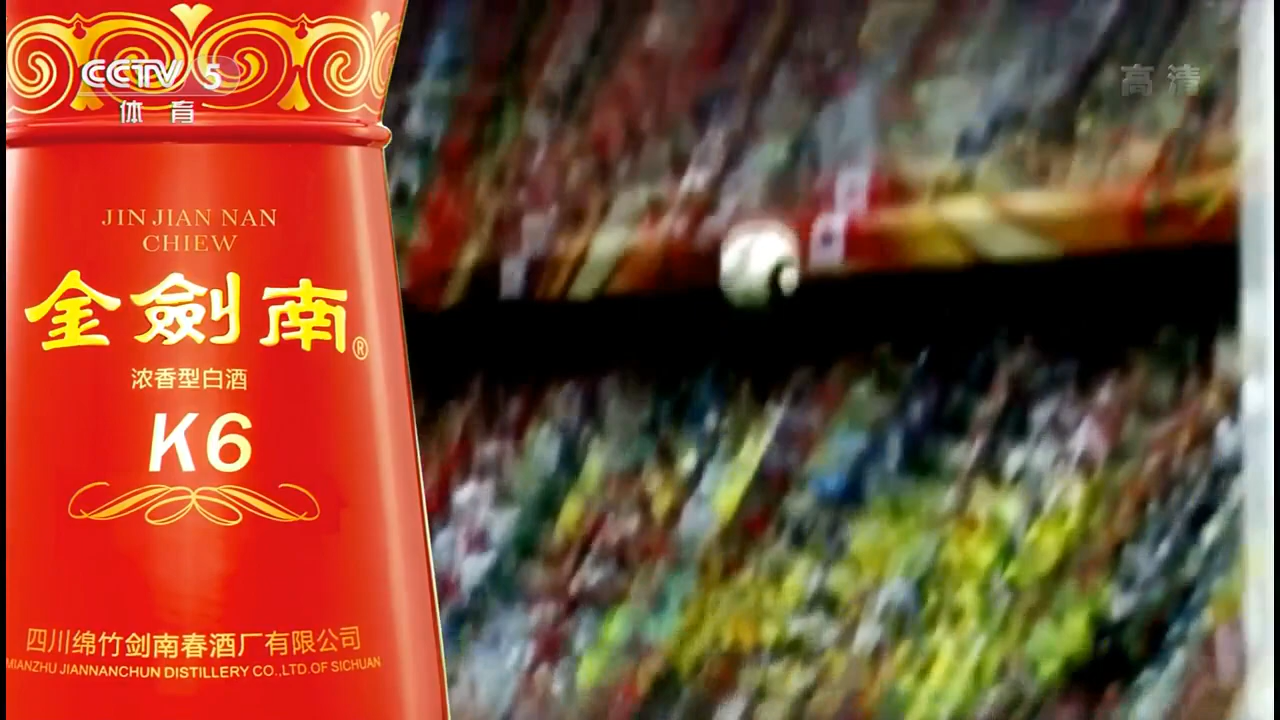 CCTV 5
体育
高清
JIN JIAN NAN
CHIEW
金劍南®
浓香型白酒
K6
四川绵竹剑南春酒厂有限公司
MIANZHU JIANNANCHUN DISTILLERY CO.,LTD.OF SICHUAN